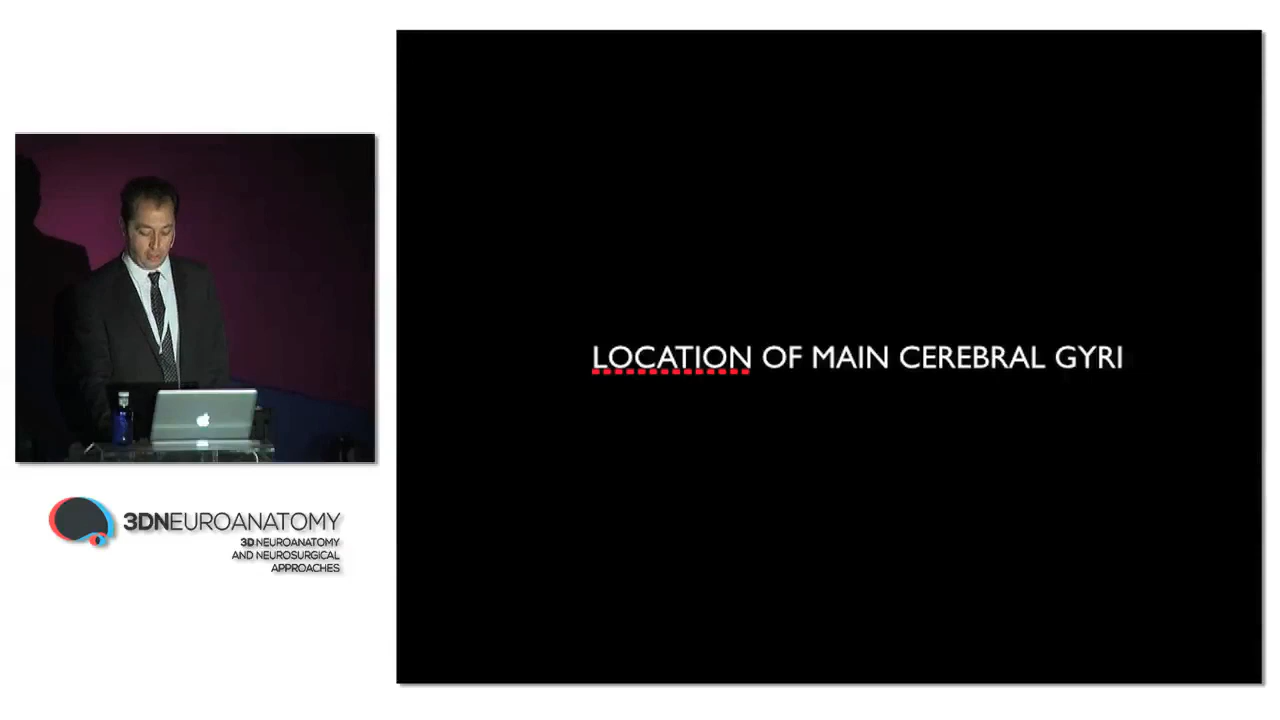 LOCATION OF MAIN CEREBRAL GYRI
3DNEUROANATOMY
3D NEUROANATOMY
AND NEUROSURGICAL
APPROACHES